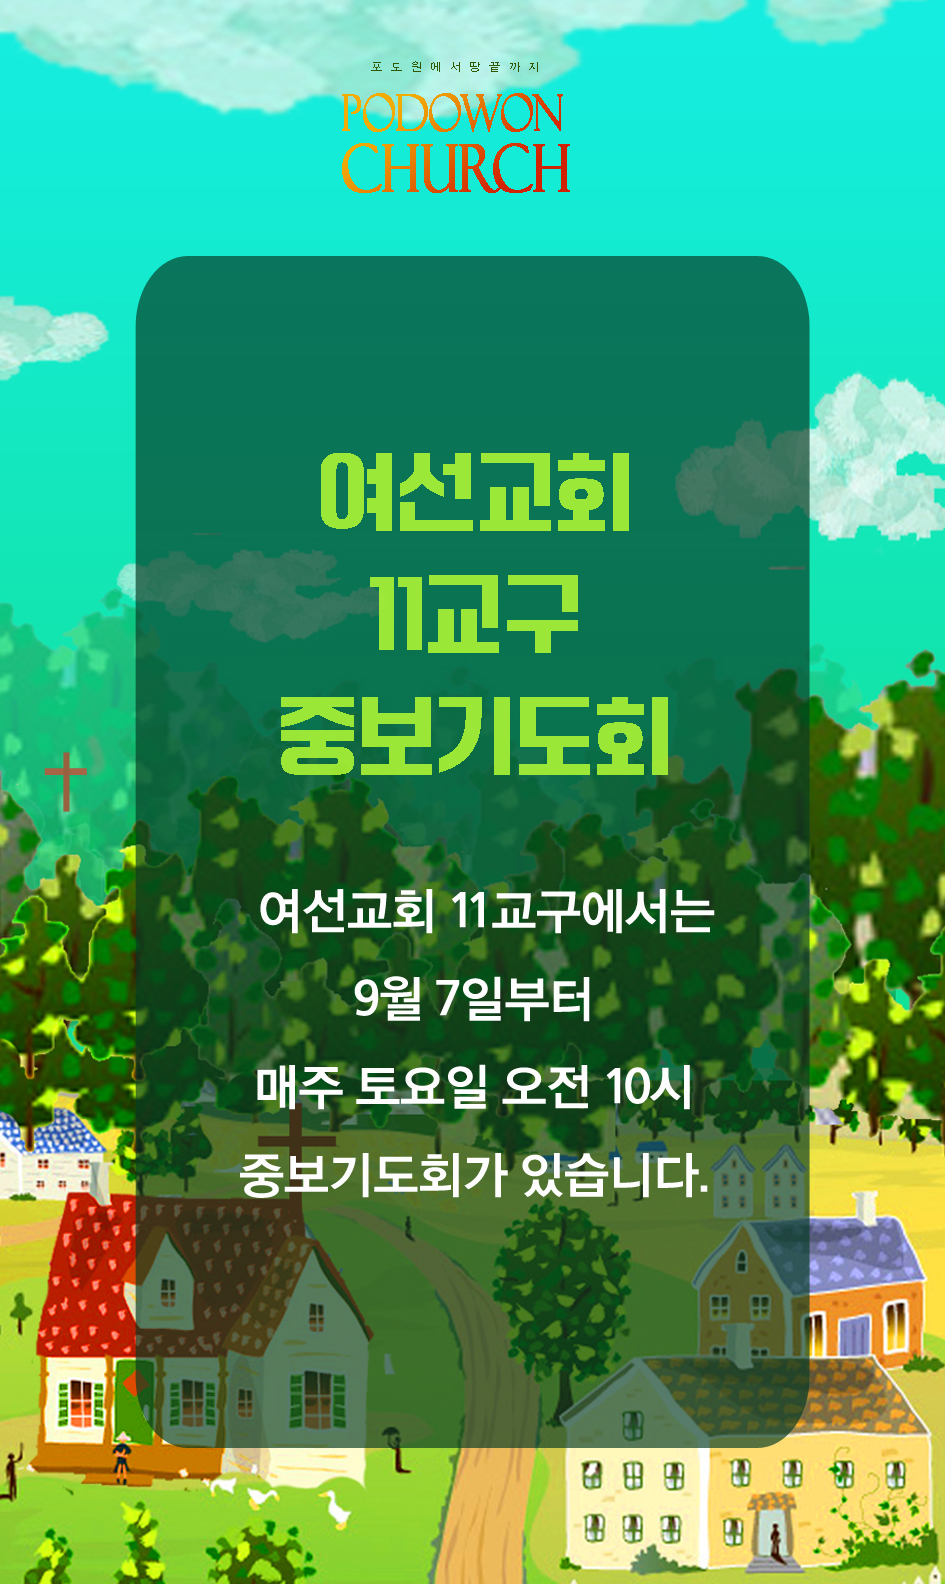 포도원에서땅끝까지
PODOWON
CHURCH
여선교회
11교구
중보기도회
여선교회 11교구에서는
9월 7일부터
매주 토요일 오전 10시
중보기도회가 있습니다.